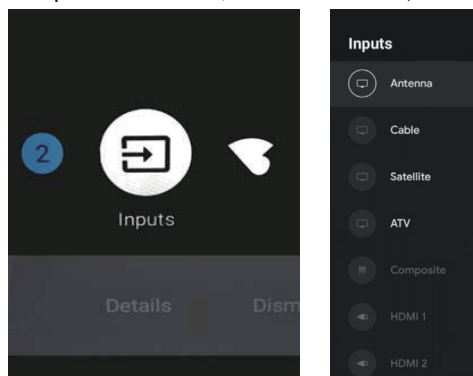 2
Inputs
Details
Dism
Inputs
Antenna
Cable
Satellite
ATV
Composite
HDMI 1
HDMI 2